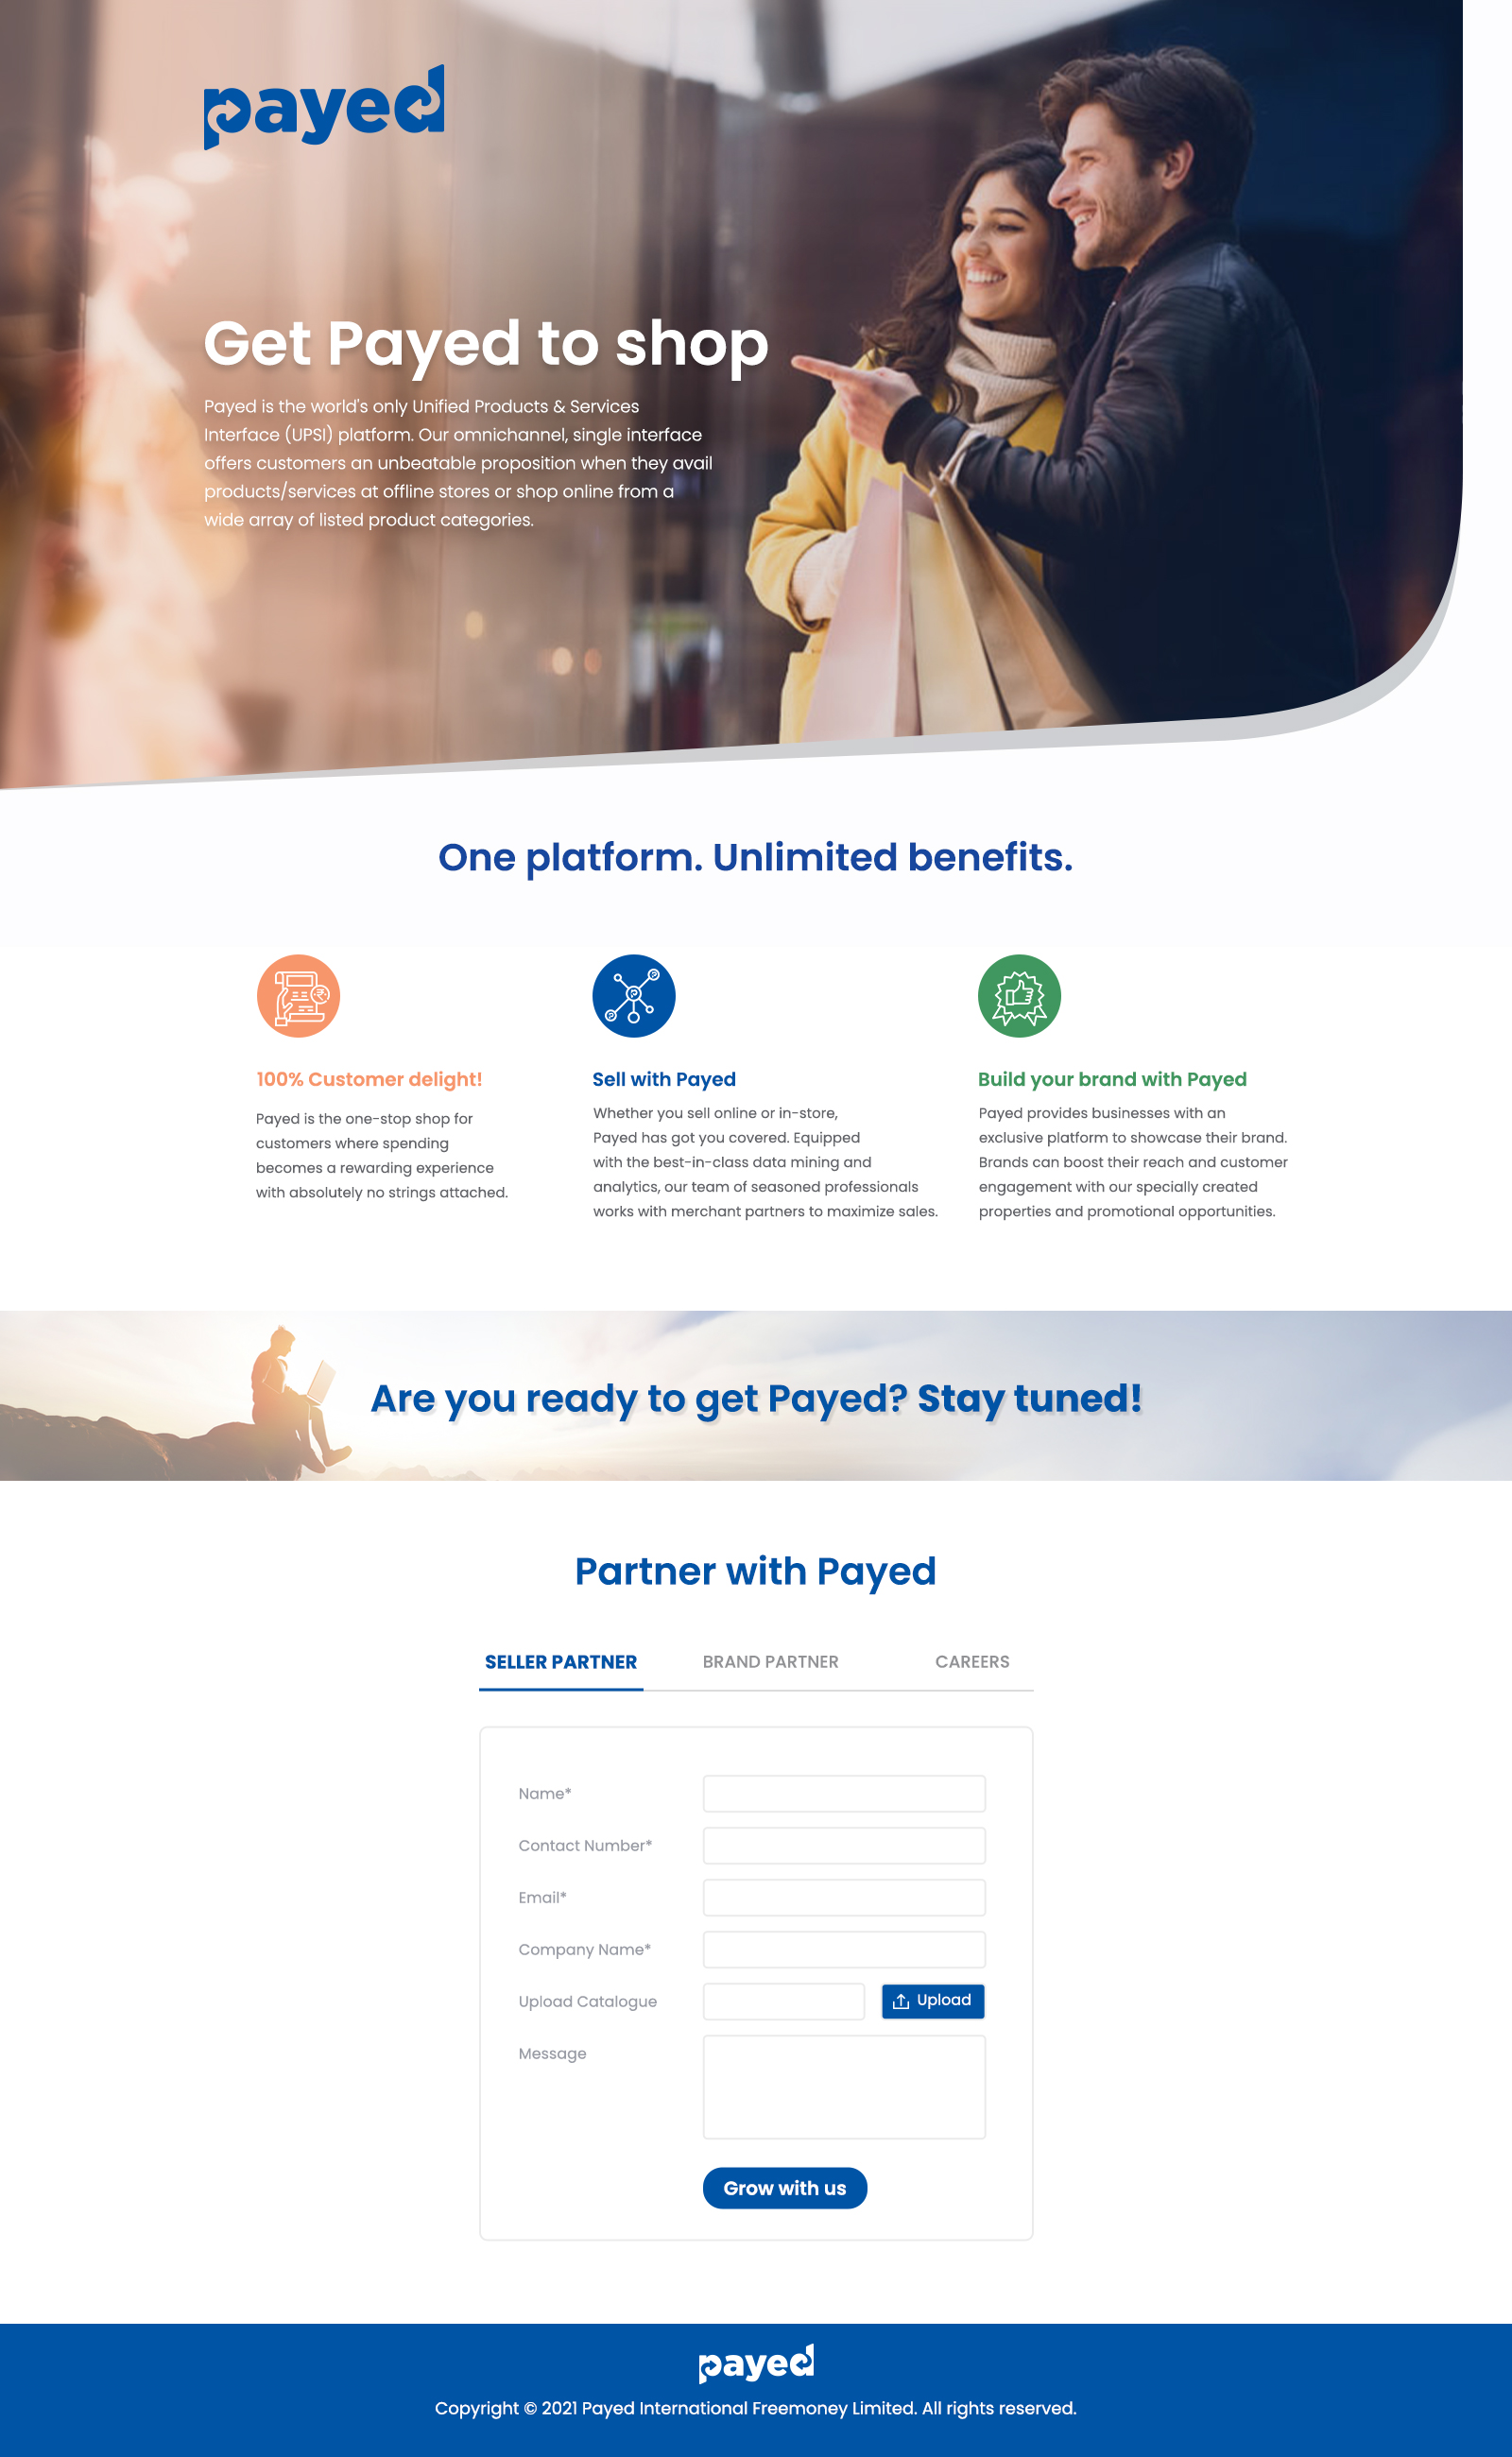 payed
Get Payed to shop
Payed is the world's only Unified Products & Services
Interface (UPSI) platform. Our omnichannel, single interface
offers customers an unbeatable proposition when they avail
products/services at offline stores or shop online from a
wide array of listed product categories.
One platform. Unlimited benefits.
100% Customer delight!
Payed is the one-stop shop for
customers where spending
becomes a rewarding experience
with absolutely no strings attached.
Sell with Payed
Whether you sell online or in-store,
Payed has got you covered. Equipped
with the best-in-class data mining and
analytics, our team of seasoned professionals
works with merchant partners to maximize sales.
Build your brand with Payed
Payed provides businesses with an
exclusive platform to showcase their brand.
Brands can boost their reach and customer
engagement with our specially created
properties and promotional opportunities.
Are you ready to get Payed? Stay tuned!
Partner with Payed
SELLER PARTNER BRAND PARTNER CAREERS
Name*
Contact Number*
Email*
Company Name*
Upload Catalogue Upload
Message
Grow with us
payed
Copyright © 2021 Payed International Freemoney Limited. All rights reserved.